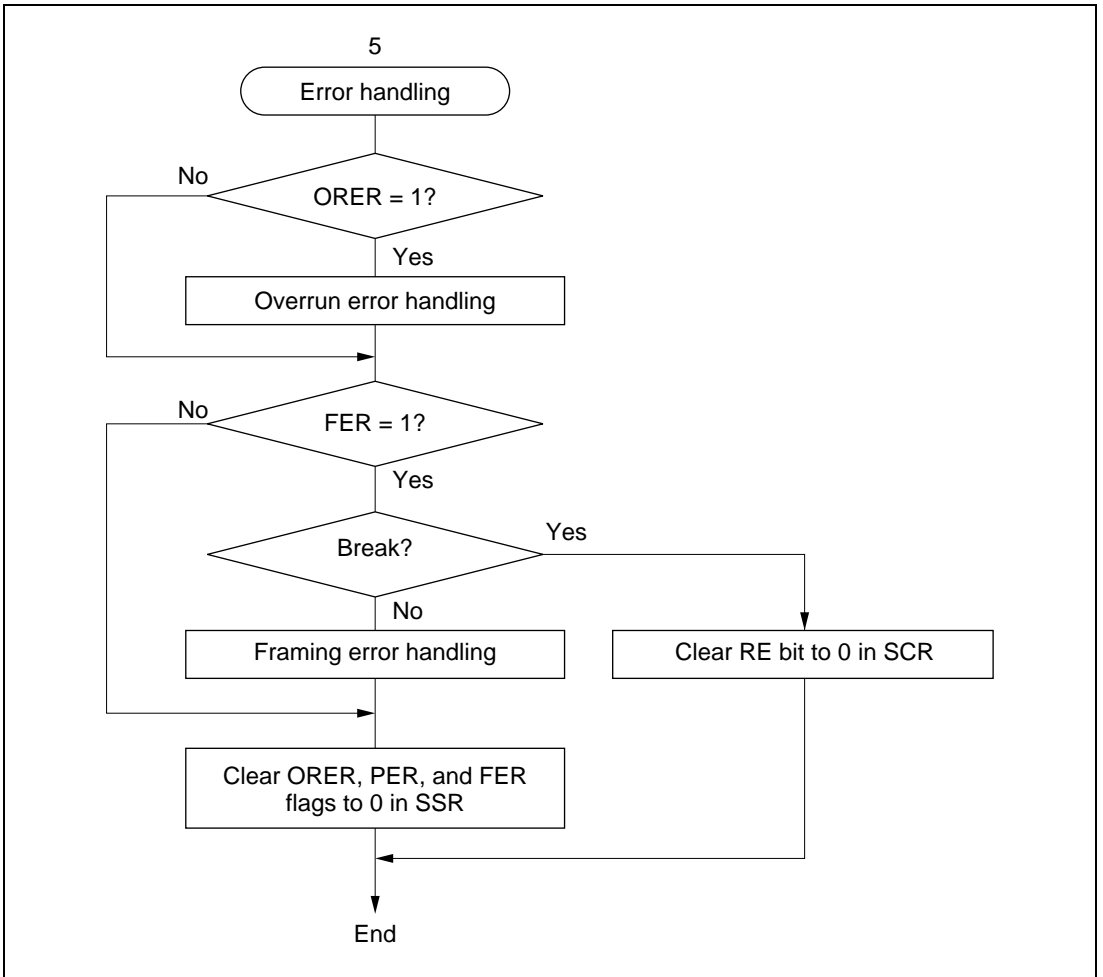 5
Error handling
No
ORER = 1?
Yes
Overrun error handling
No
FER = 1?
Yes
Break?
Yes
No
Framing error handling
Clear RE bit to 0 in SCR
Clear ORER, PER, and FER
flags to 0 in SSR
End